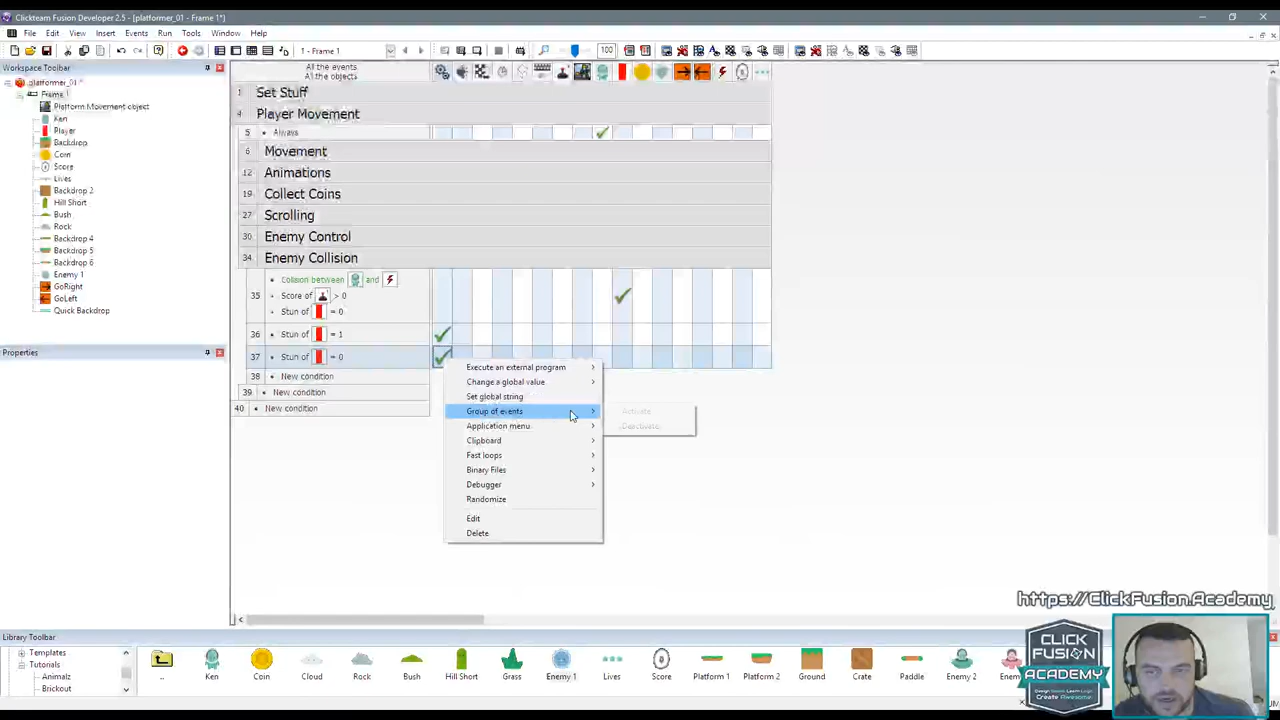 Clickteam Fusion Developer 2.5 - [platformer_01 - Frame 1*]
File Edit View Insert Events Run Tools Window Help
1 - Frame 1
100
Workspace Toolbar
platformer_01 *
Frame 1
Platform Movement object
Ken
Player
Backdrop
Coin
Score
Lives
Backdrop 2
Hill Short
Bush
Rock
Backdrop 4
Backdrop 5
Backdrop 6
Enemy 1
GoRight
GoLeft
Quick Backdrop
Properties
All the events
All the objects
1 Set Stuff
4 Player Movement
5 • Always
6 Movement
12 Animations
19 Collect Coins
27 Scrolling
30 Enemy Control
34 Enemy Collision
35 • Collision between and
• Score of > 0
• Stun of = 0
36 • Stun of = 1
37 • Stun of = 0
38 • New condition
39 • New condition
40 • New condition
Execute an external program
Change a global value
Set global string
Group of events
Application menu
Clipboard
Fast loops
Binary Files
Debugger
Randomize
Edit
Delete
Activate
Deactivate
https://ClickFusion.Academy
CLICK
FUSION
ACADEMY
Library Toolbar
Templates
Tutorials
Animalz
Brickout
..
Ken
Coin
Cloud
Rock
Bush
Hill Short
Grass
Enemy 1
Lives
Score
Platform 1
Platform 2
Ground
Crate
Paddle
Enemy 2